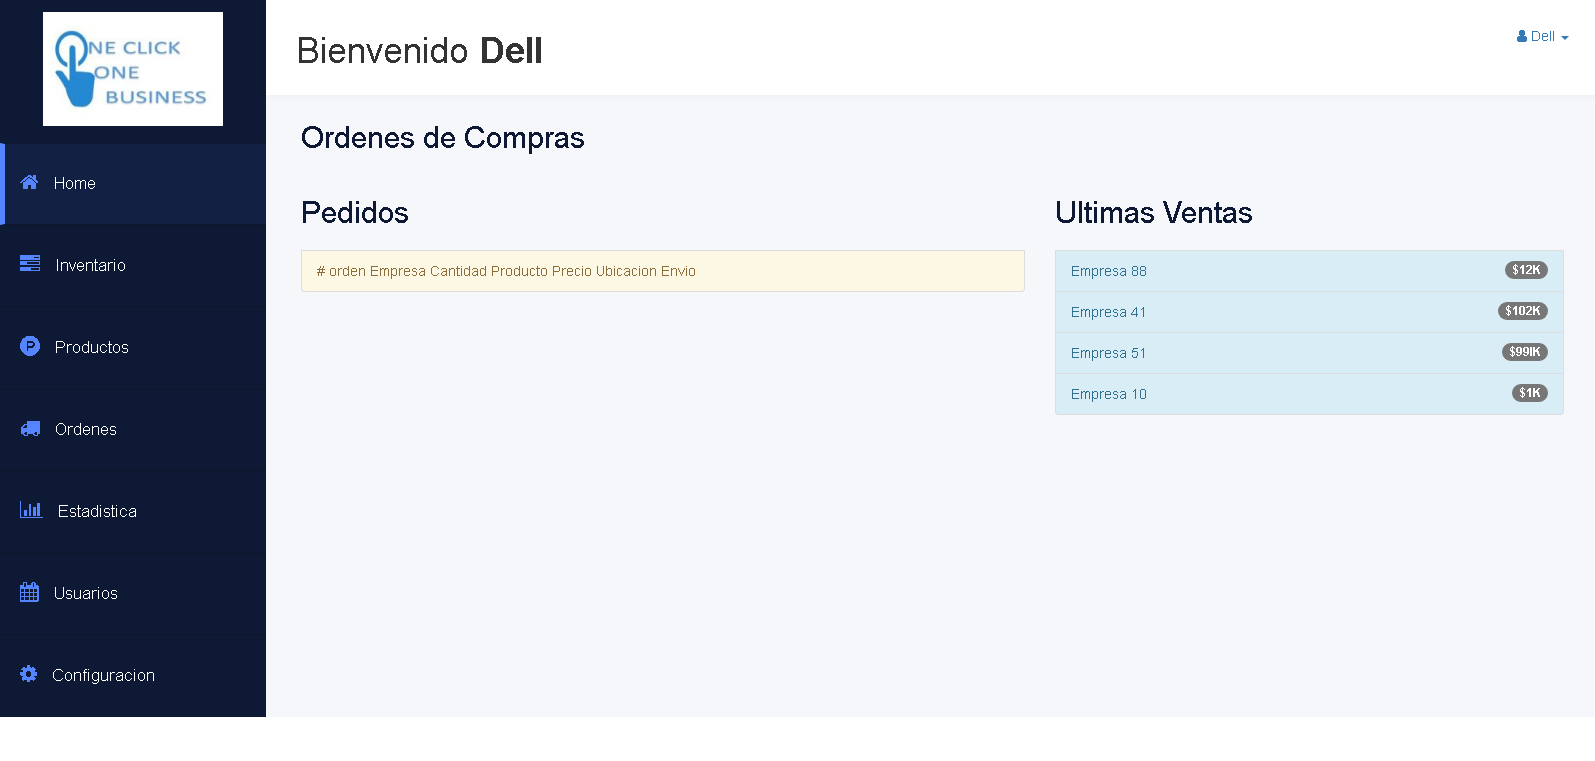 ONE CLICK
ONE
BUSINESS
Bienvenido Dell
Dell
Home
Inventario
Productos
Ordenes
Estadistica
Usuarios
Configuracion
Ordenes de Compras
Pedidos
# orden Empresa Cantidad Producto Precio Ubicacion Envio
Ultimas Ventas
Empresa 88 $12K
Empresa 41 $102K
Empresa 51 $99lK
Empresa 10 $1K